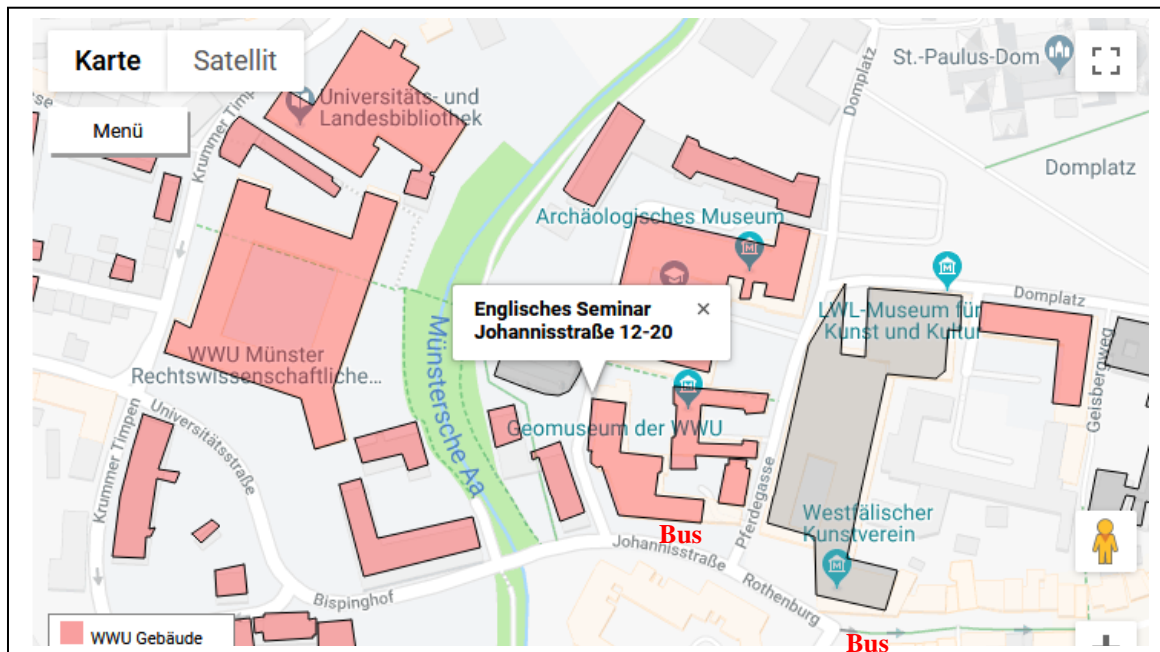 Karte
Satellit
Menü
Krummer Timpen
Universitäts- und
Landesbibliothek
Domplatz
St.-Paulus-Dom
Domplatz
Archäologisches Museum
Englisches Seminar
Johannisstraße 12-20
×
LWL-Museum für
Kunst und Kultur
Domplatz
Geisbergweg
WWU Münster
Rechtswissenschaftliche...
Münstersche Aa
Geomuseum der WWU
Krummer Timpen
Universitätsstraße
Pferdegasse
Westfälischer
Kunstverein
Bus
Johannisstraße
Rothenburg
Bispinghof
WWU Gebäude
Bus